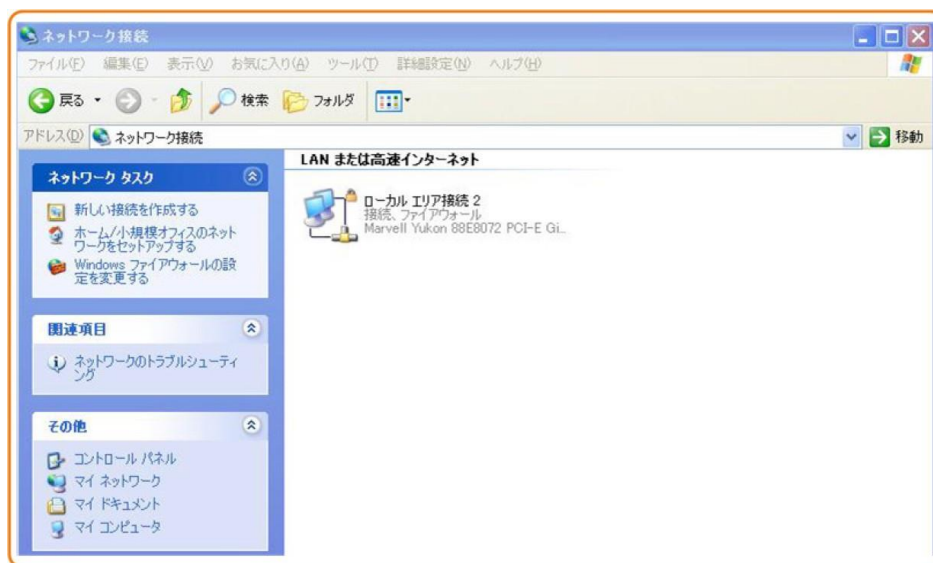 ネットワーク接続
ファイル(F) 編集(E) 表示(V) お気に入り(A) ツール(T) 詳細設定(N) ヘルプ(H)
戻る 検索 フォルダ
アドレス(D) ネットワーク接続 移動
ネットワーク タスク
新しい接続を作成する
ホーム/小規模オフィスのネット
ワークをセットアップする
Windows ファイアウォールの設
定を変更する
関連項目
ネットワークのトラブルシューティ
ング
その他
コントロール パネル
マイ ネットワーク
マイ ドキュメント
マイ コンピュータ
LAN または高速インターネット
ローカル エリア接続 2
接続、ファイアウォール
Marvell Yukon 88E8072 PCI-E Gi...